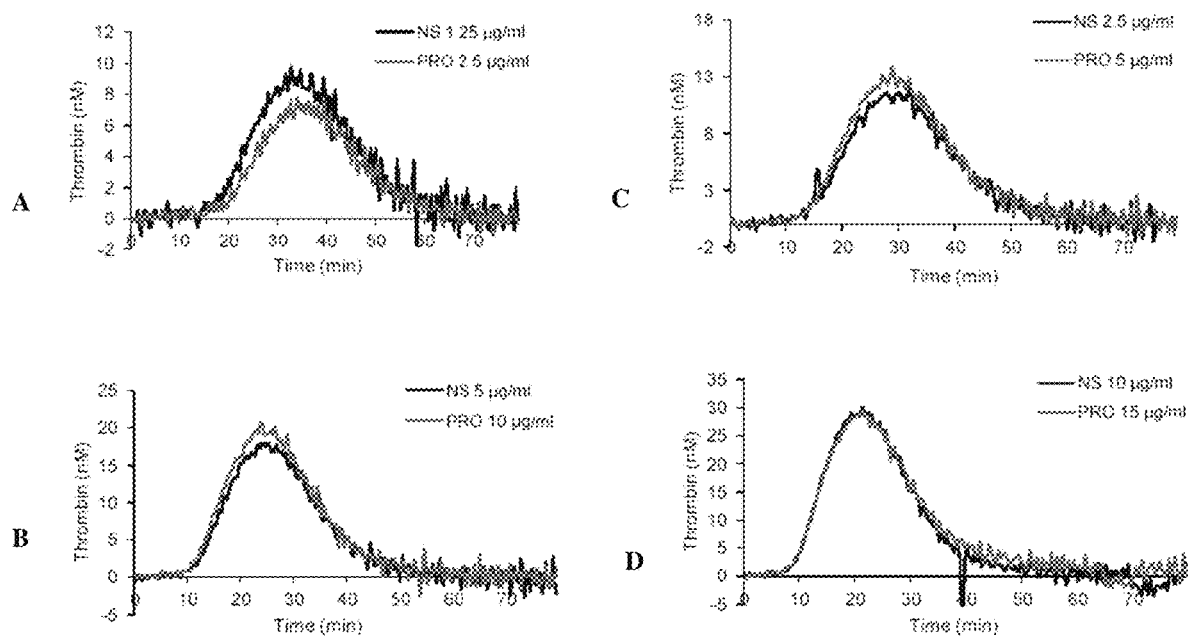 A
12
10
8
6
4
2
0
-2
Thrombin (nM)
NS 1.25 µg/ml
PRO 2.5 µg/ml
0 10 20 30 40 50 60 70
Time (min)
C
18
13
8
3
-2
Thrombin (nM)
NS 2.5 µg/ml
PRO 5 µg/ml
0 10 20 30 40 50 60 70
Time (min)
B
25
20
15
10
5
0
-5
Thrombin (nM)
NS 5 µg/ml
PRO 10 µg/ml
0 10 20 30 40 50 60 70
Time (min)
D
35
30
25
20
15
10
5
0
-5
Thrombin (nM)
NS 10 µg/ml
PRO 15 µg/ml
0 10 20 30 40 50 60 70
Time (min)